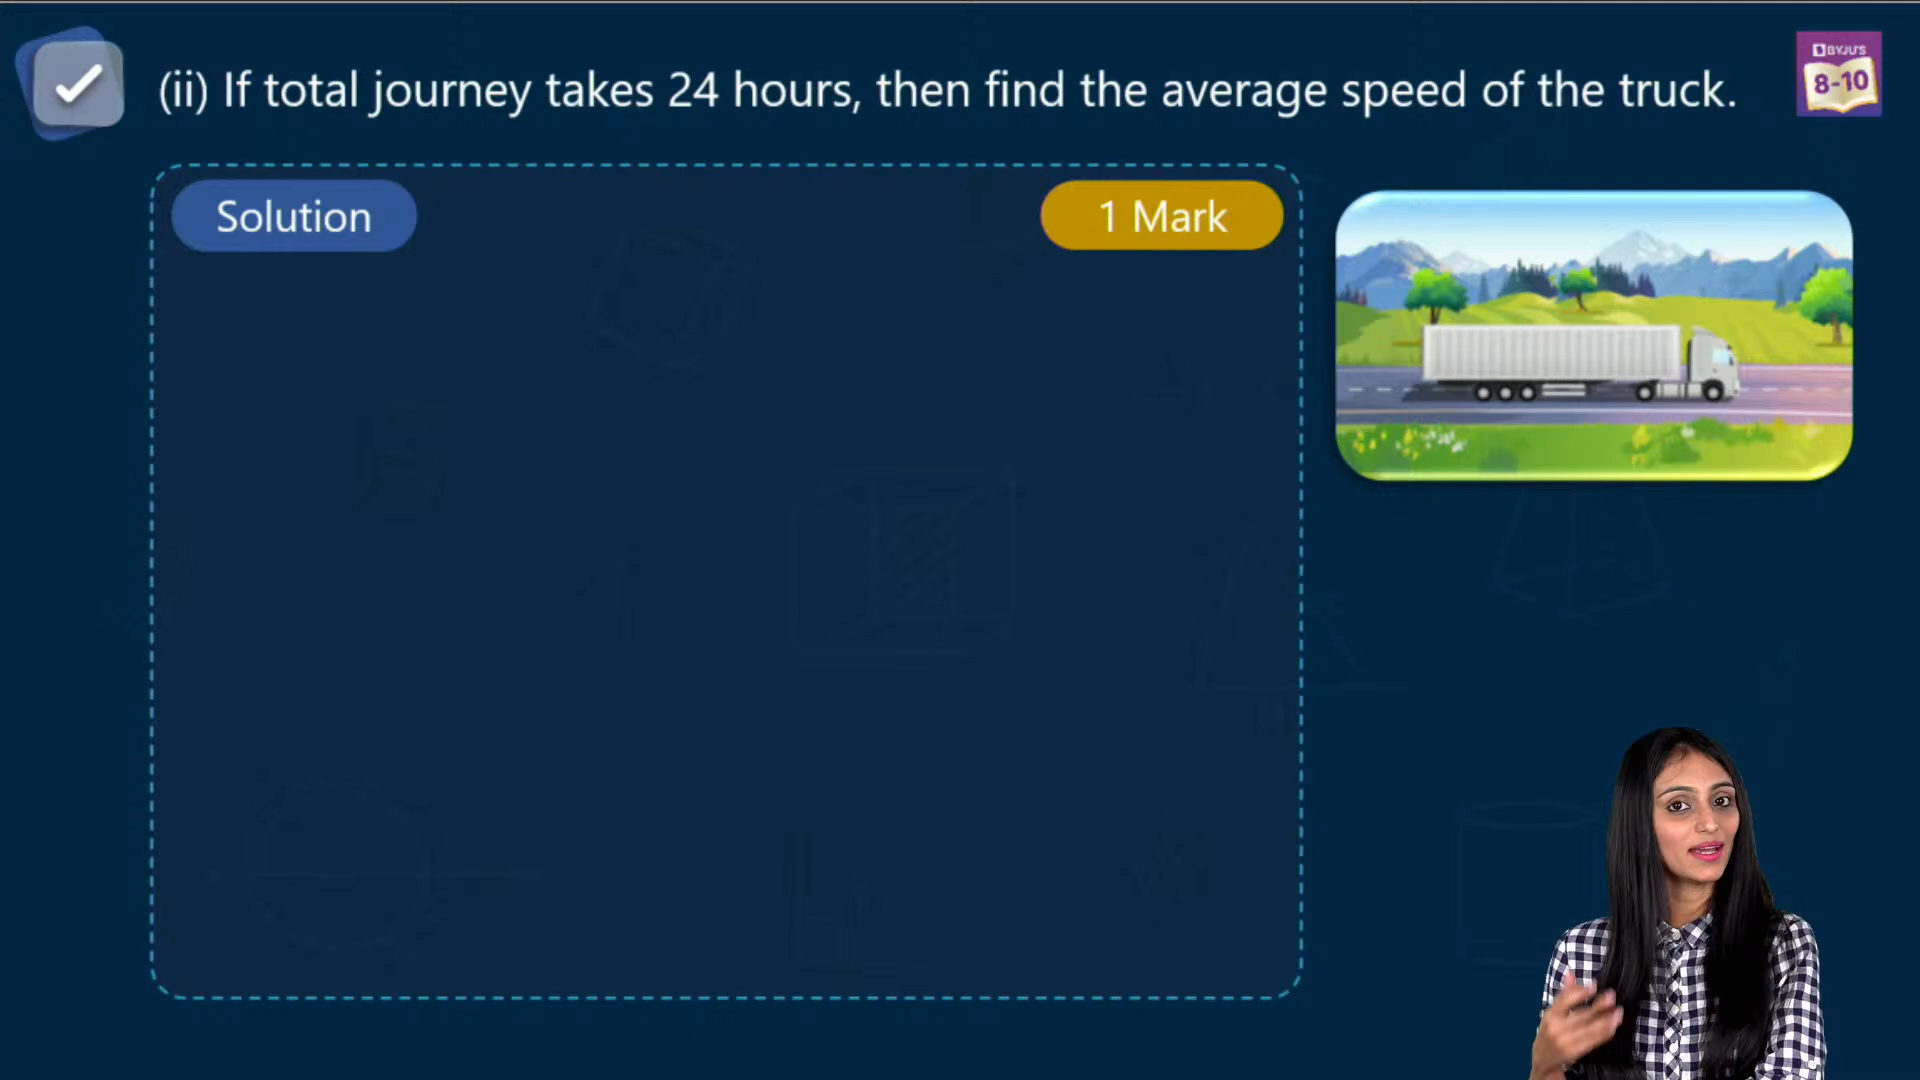 (ii) If total journey takes 24 hours, then find the average speed of the truck.
BYJU'S
8-10
Solution
1 Mark